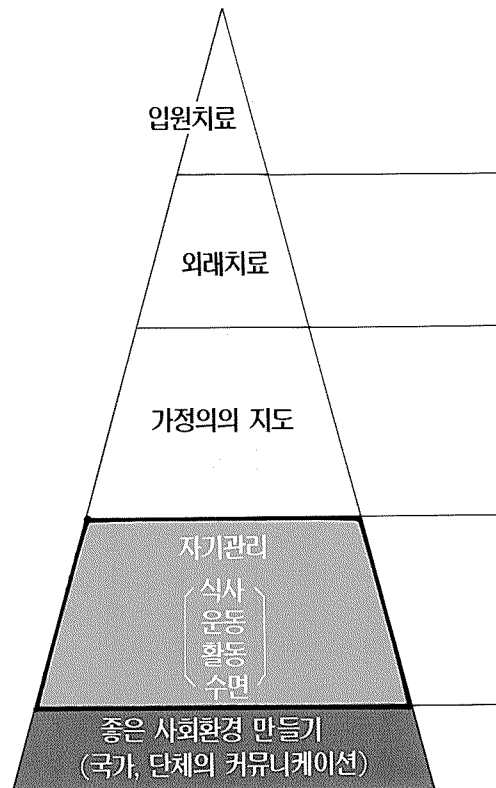 입원치료
외래치료
가정의의 지도
자기관리
식사
운동
활동
수면
좋은 사회환경 만들기
(국가, 단체의 커뮤니케이션)